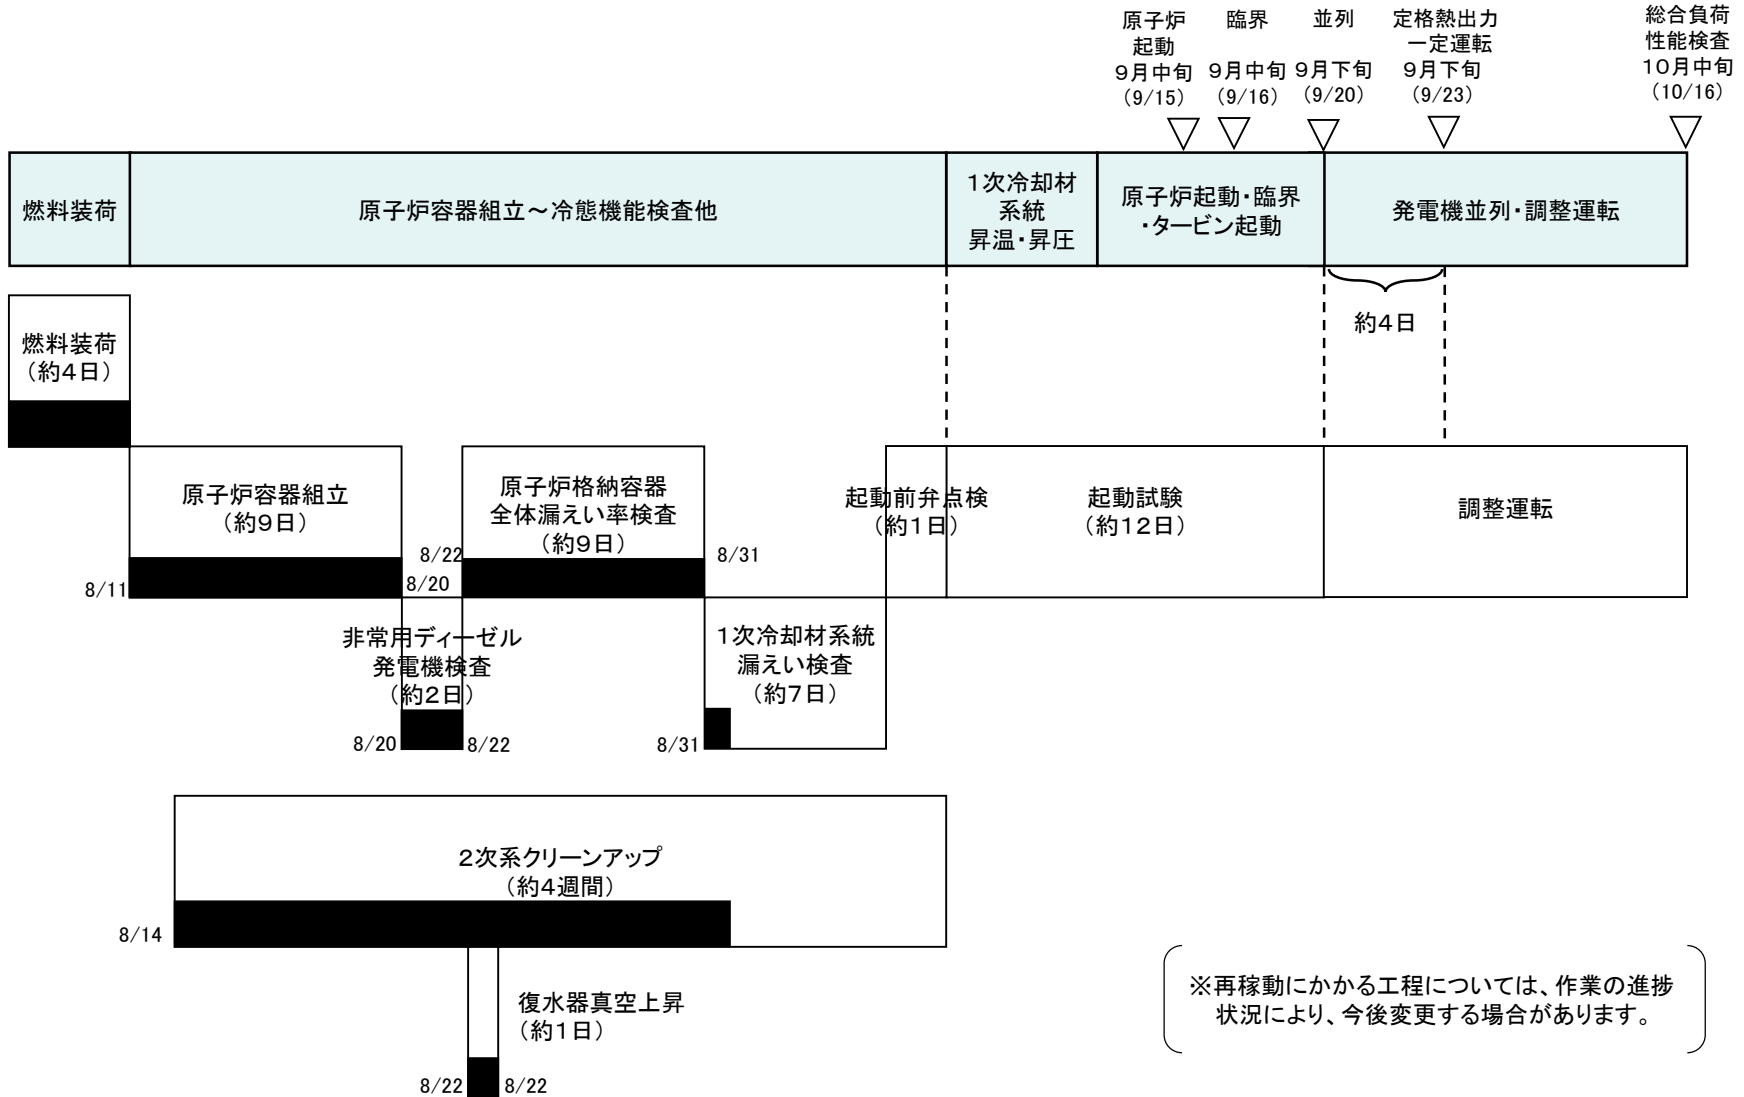 原子炉
起動
9月中旬
(9/15)
臨界
9月中旬
(9/16)
並列
9月下旬
(9/20)
定格熱出力
一定運転
9月下旬
(9/23)
総合負荷
性能検査
10月中旬
(10/16)
燃料装荷
原子炉容器組立~冷態機能検査他
1次冷却材
系統
昇温・昇圧
原子炉起動・臨界
・タービン起動
発電機並列・調整運転
約4日
燃料装荷
(約4日)
原子炉容器組立
(約9日)
8/11
8/20
8/22
原子炉格納容器
全体漏えい率検査
(約9日)
8/31
起動前弁点検
(約1日)
起動試験
(約12日)
調整運転
非常用ディーゼル
発電機検査
(約2日)
8/20
8/22
1次冷却材系統
漏えい検査
(約7日)
8/31
2次系クリーンアップ
(約4週間)
8/14
復水器真空上昇
(約1日)
8/22
8/22
※再稼動にかかる工程については、作業の進捗
状況により、今後変更する場合があります。